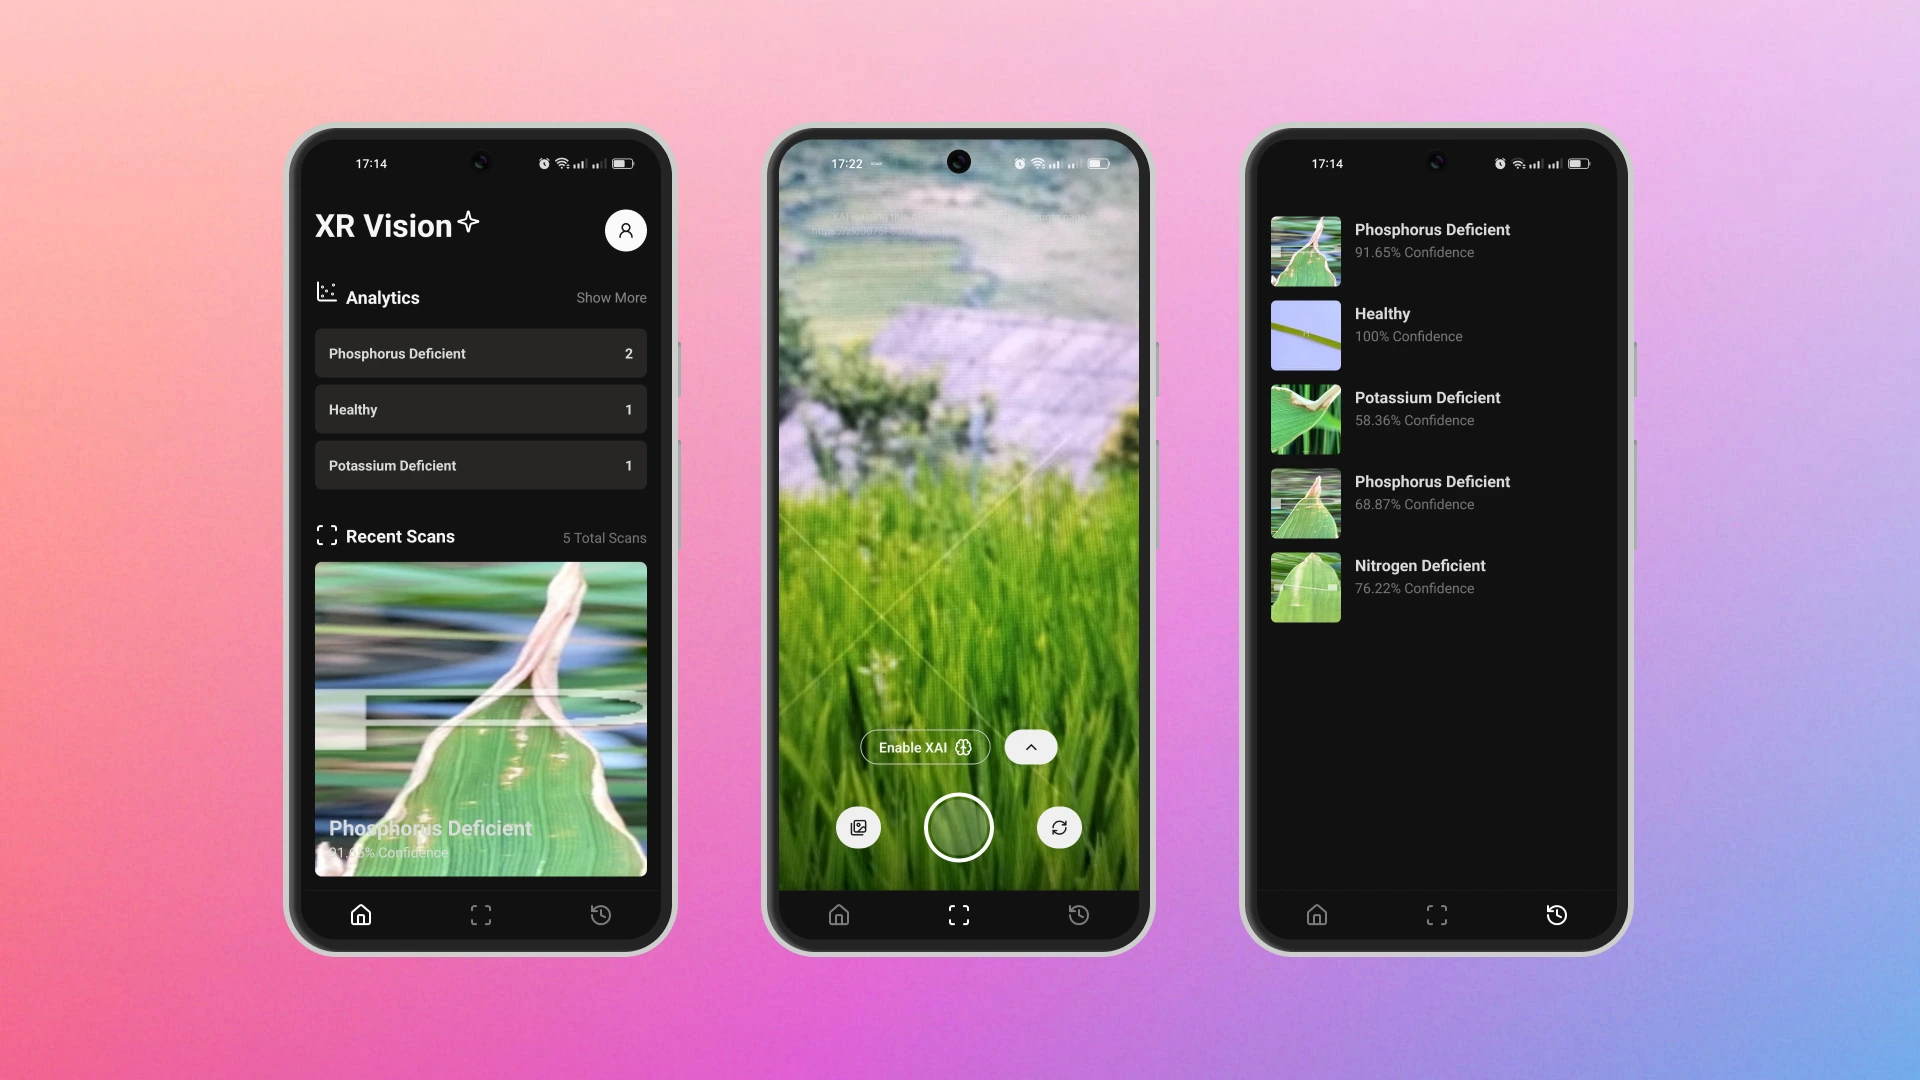 17:14
XR Vision
Analytics
Show More
Phosphorus Deficient
2
Healthy
1
Potassium Deficient
1
Recent Scans
5 Total Scans
Phosphorus Deficient
91.65% Confidence
17:22
Enable XAI
17:14
Phosphorus Deficient
91.65% Confidence
Healthy
100% Confidence
Potassium Deficient
58.36% Confidence
Phosphorus Deficient
68.87% Confidence
Nitrogen Deficient
76.22% Confidence